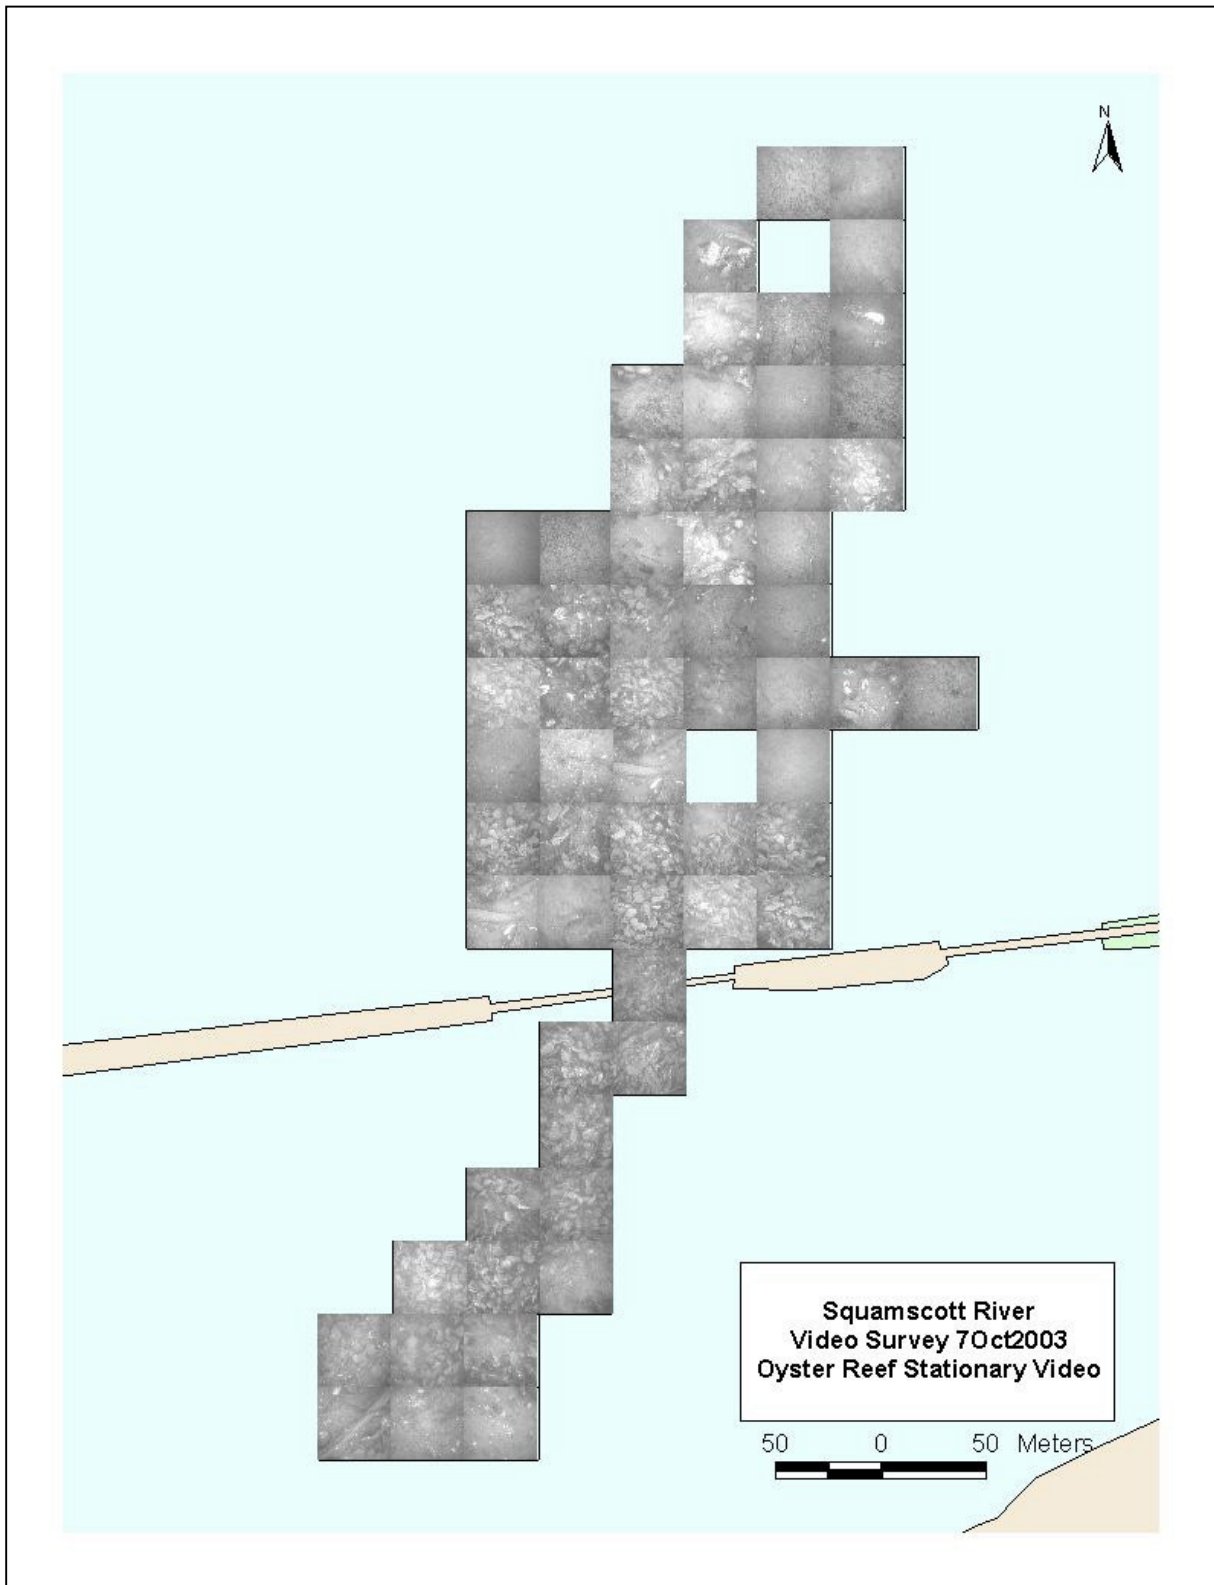 N
Squamscott River
Video Survey 7Oct2003
Oyster Reef Stationary Video
50 0 50 Meters